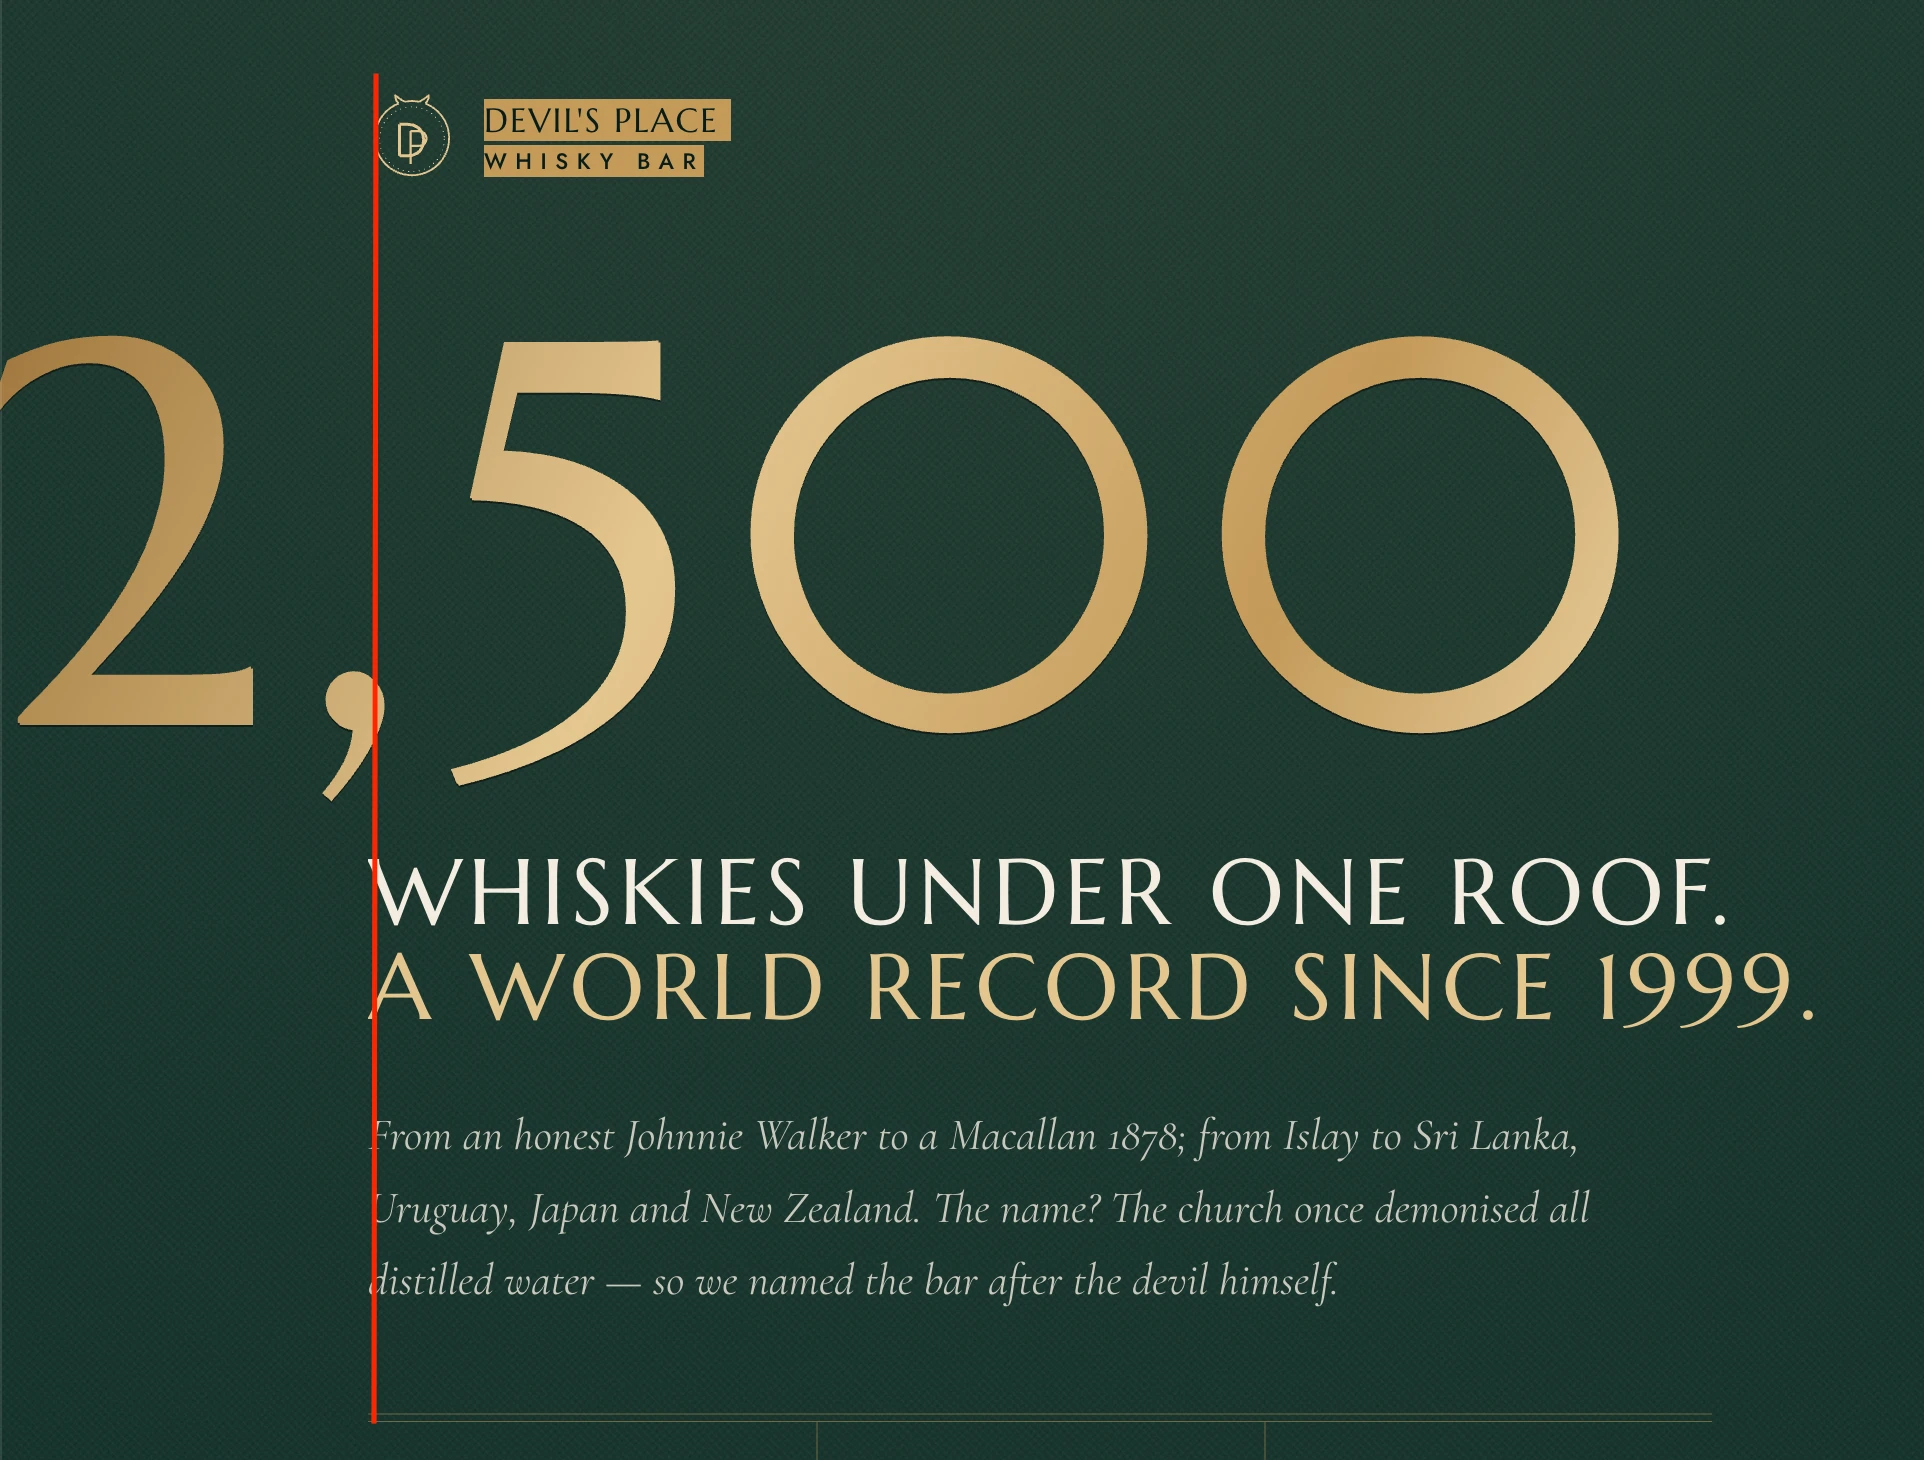 DP
DEVIL'S PLACE
WHISKY BAR
2,500
WHISKIES UNDER ONE ROOF.
A WORLD RECORD SINCE 1999.
From an honest Johnnie Walker to a Macallan 1878; from Islay to Sri Lanka,
Uruguay, Japan and New Zealand. The name? The church once demonised all
distilled water — so we named the bar after the devil himself.